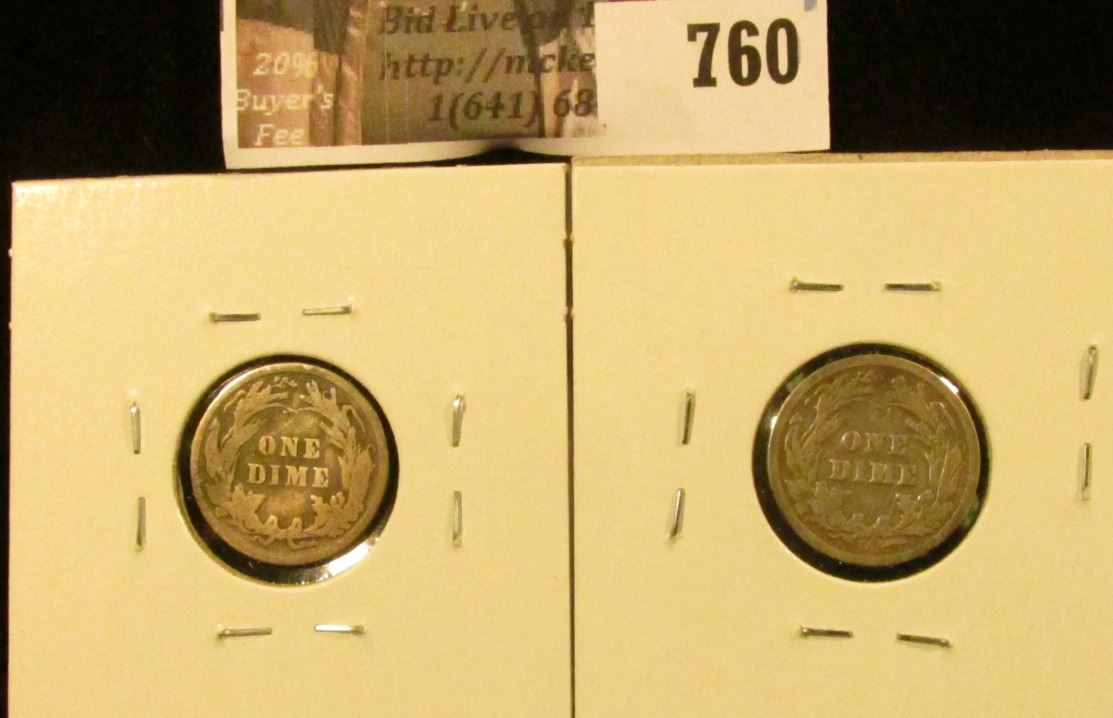 Bid Live on
20%
http://mcke
Buyer's
1(641) 68
Fee
760
ONE
DIME
ONE
DIME